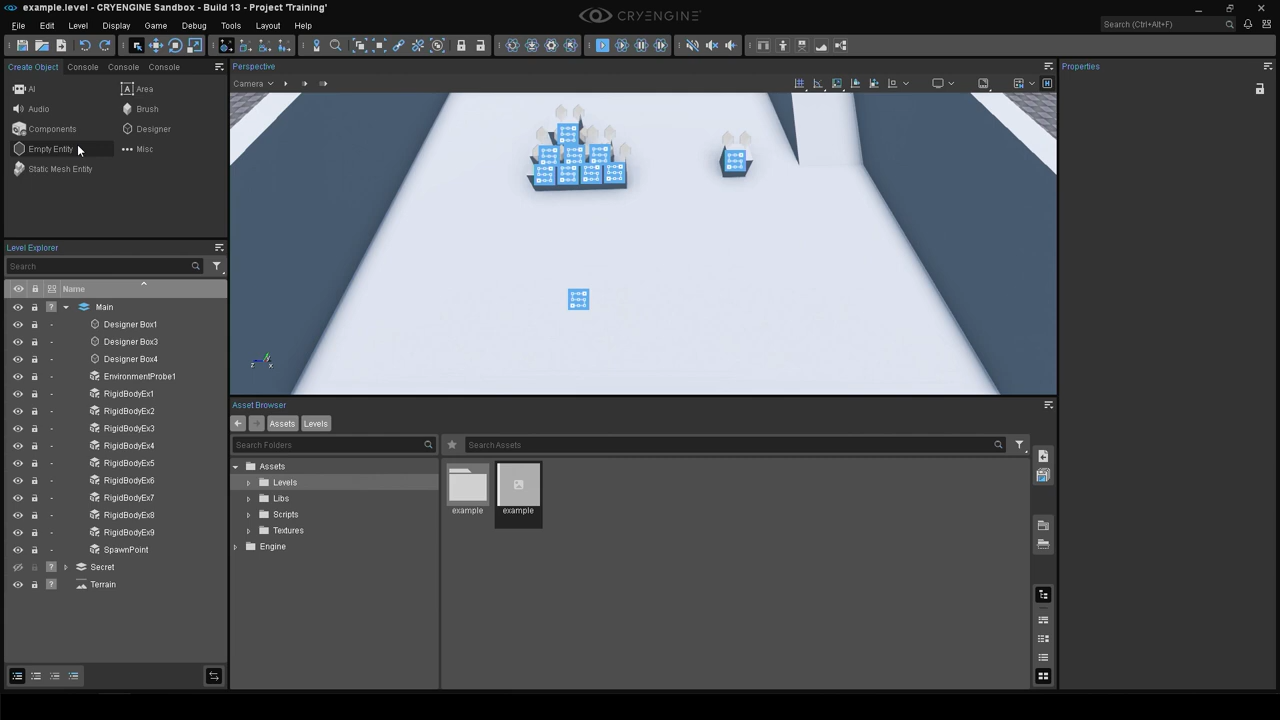 example.level - CRYENGINE Sandbox - Build 13 - Project 'Training'
CRYENGINE®
File Edit Level Display Game Debug Tools Layout Help
Search (Ctrl+Alt+F)
Create Object Console Console Console
AI
Area
Audio
Brush
Components
Designer
Empty Entity
Misc
Static Mesh Entity
Level Explorer
Search
Name
? Main
- Designer Box1
- Designer Box3
- Designer Box4
- EnvironmentProbe1
- RigidBodyEx1
- RigidBodyEx2
- RigidBodyEx3
- RigidBodyEx4
- RigidBodyEx5
- RigidBodyEx6
- RigidBodyEx7
- RigidBodyEx8
- RigidBodyEx9
- SpawnPoint
? Secret
? Terrain
Perspective
Camera
z x
Asset Browser
Assets Levels
Search Folders
Search Assets
Assets
Levels
Libs
Scripts
Textures
Engine
example
example
Properties